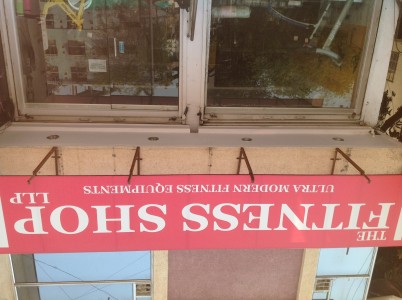 THE
FITNESS SHOP
LLP
ULTRA MODERN FITNESS EQUIPMENTS